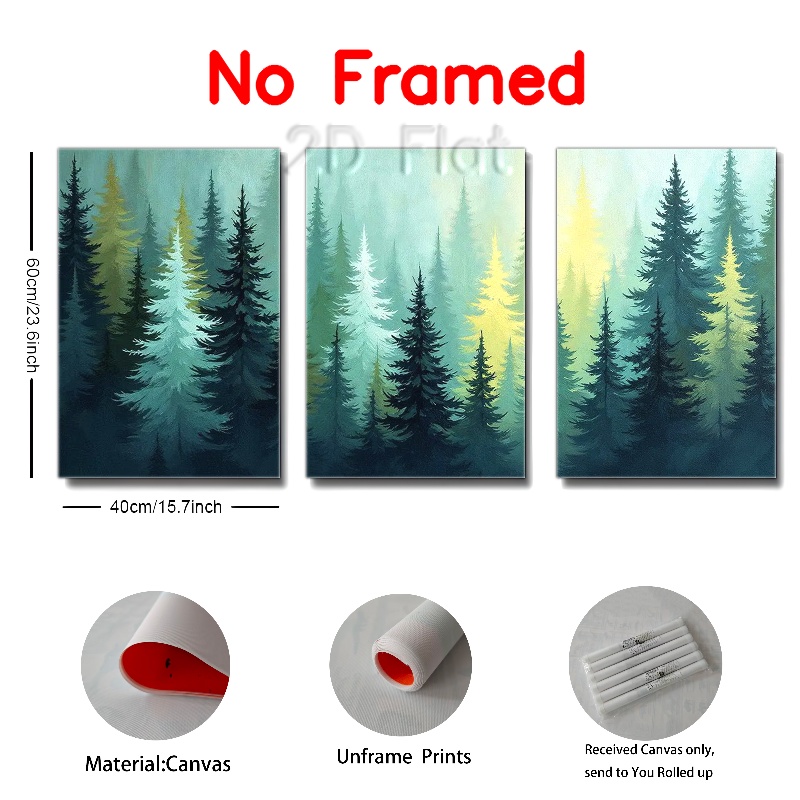 No Framed
2D Flat
60cm/23.6inch
40cm/15.7inch
Material:Canvas
Unframe Prints
Received Canvas only,
send to You Rolled up